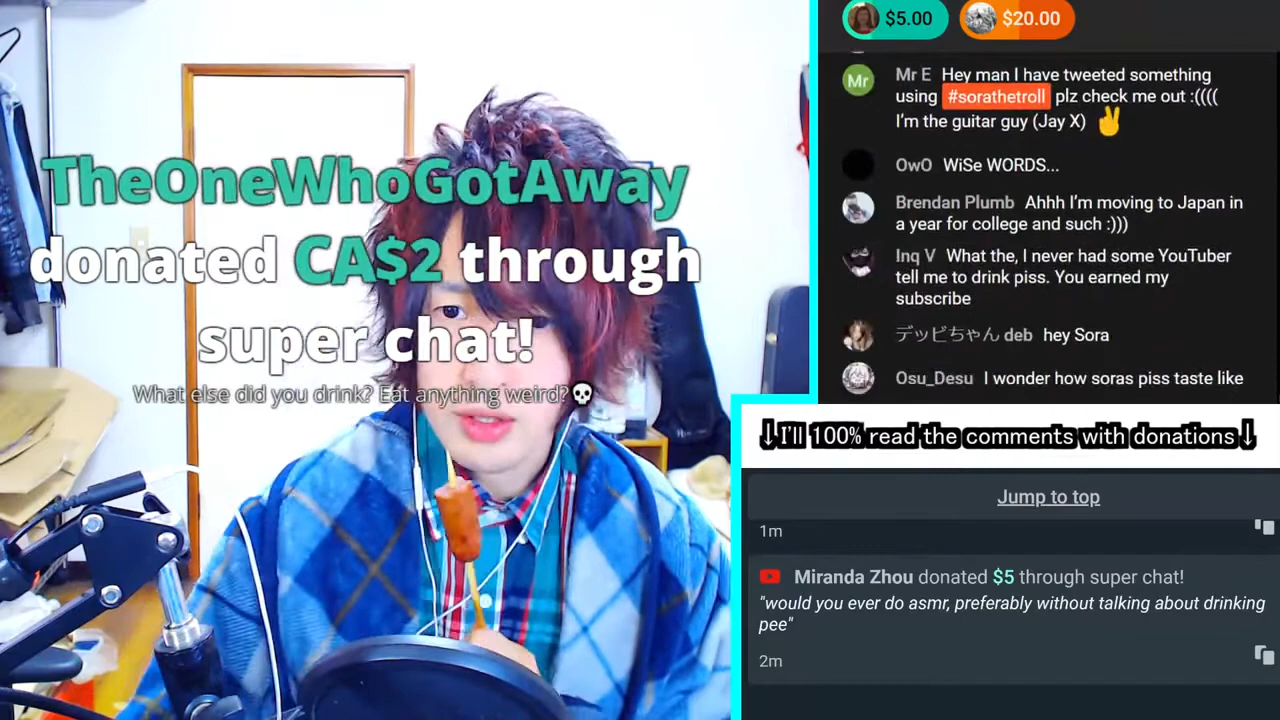 TheOneWhoGotAway
donated CA$2 through
super chat!
What else did you drink? Eat anything weird?💀
$5.00 $20.00
Mr
Mr E Hey man I have tweeted something
using #sorathetroll plz check me out :((((
I'm the guitar guy (Jay X) ✌
OwO WiSe WORDS...
Brendan Plumb Ahhh I'm moving to Japan in
a year for college and such :)))
Inq V What the, I never had some YouTuber
tell me to drink piss. You earned my
subscribe
デッビちゃん deb hey Sora
Osu_Desu I wonder how soras piss taste like
↓I'll 100% read the comments with donations↓
Jump to top
1m
Miranda Zhou donated $5 through super chat!
"would you ever do asmr, preferably without talking about drinking
pee"
2m